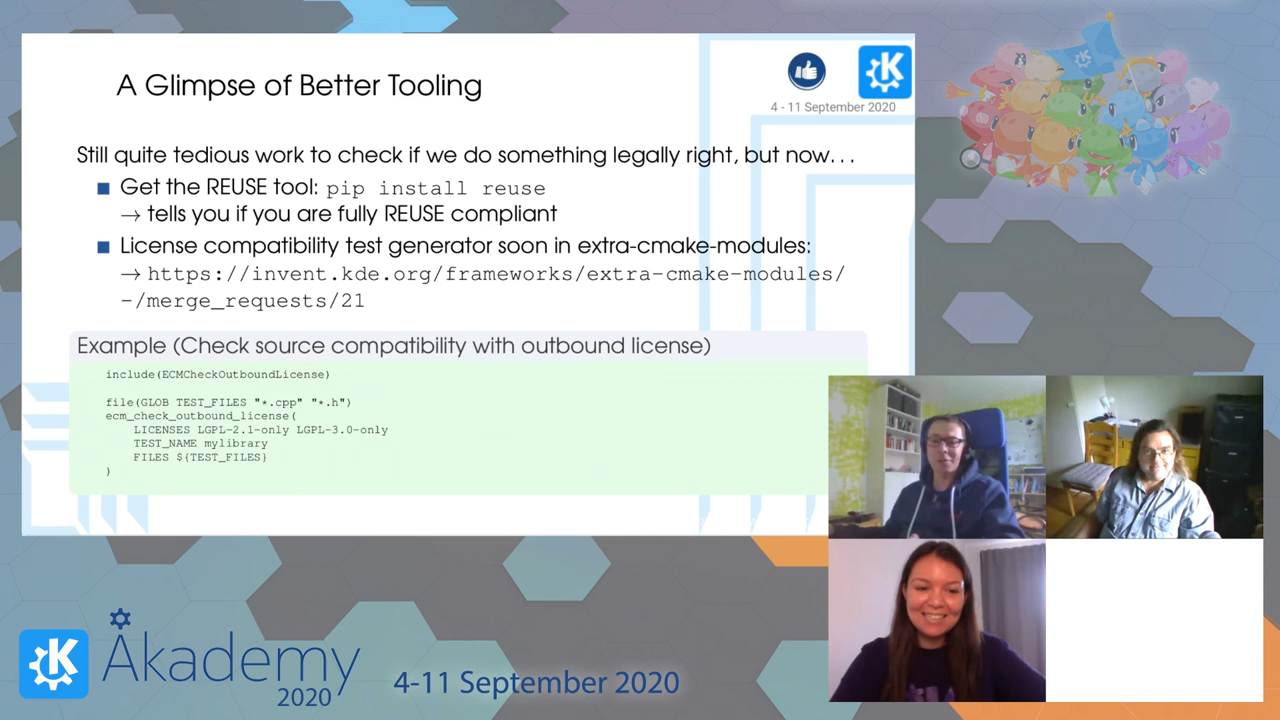 A Glimpse of Better Tooling
4 - 11 September 2020
Still quite tedious work to check if we do something legally right, but now...
Get the REUSE tool: pip install reuse
→ tells you if you are fully REUSE compliant
License compatibility test generator soon in extra-cmake-modules:
→ https://invent.kde.org/frameworks/extra-cmake-modules/
-/merge_requests/21
Example (Check source compatibility with outbound license)
include(ECMCheckOutboundLicense)
file(GLOB TEST_FILES "*.cpp" "*.h")
ecm_check_outbound_license(
LICENSES LGPL-2.1-only LGPL-3.0-only
TEST_NAME mylibrary
FILES ${TEST_FILES}
)
Akademy
2020
4-11 September 2020